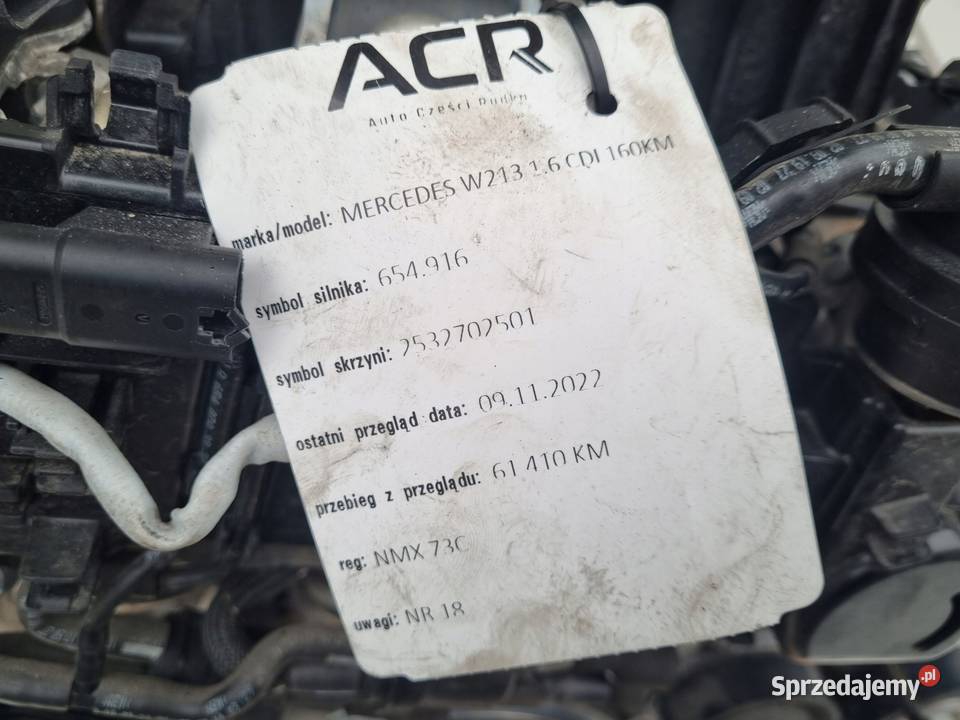 ACR
Auto Części Rudku
marka/model: MERCEDES W213 1.6 CDI 160KM
symbol silnika: 654.916
symbol skrzyni: 2532702501
ostatni przegląd data: 09.11.2022
przebieg z przeglądu: 61 410 KM
reg: NMX 73C
uwagi: NR 18
Sprzedajemy.pl